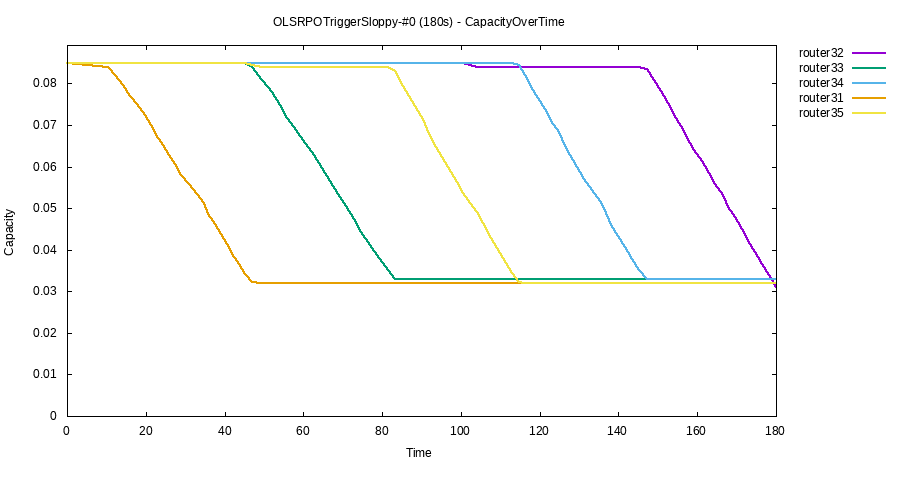 OLSRPOTriggerSloppy-#0 (180s) - CapacityOverTime
router32
router33
router34
router31
router35
Capacity
0.08
0.07
0.06
0.05
0.04
0.03
0.02
0.01
0
0 20 40 60 80 100 120 140 160 180
Time